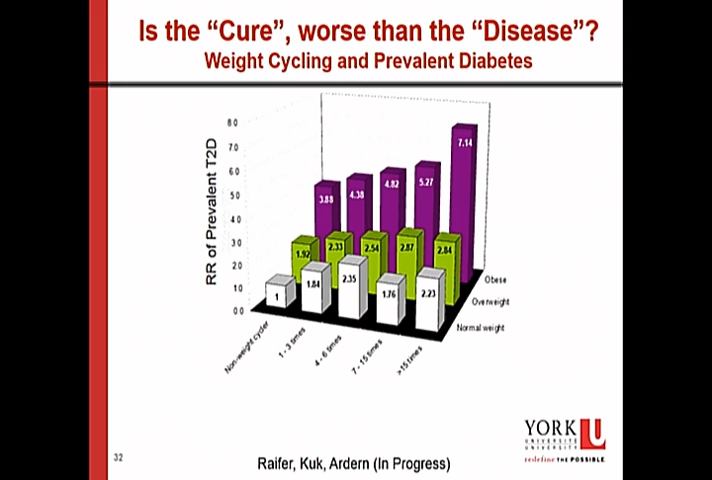 Is the “Cure”, worse than the “Disease”?
Weight Cycling and Prevalent Diabetes
RR of Prevalent T2D
8.0
7.0
6.0
5.0
4.0
3.0
2.0
1.0
0.0
3.88
4.38
4.82
5.27
7.14
1.92
2.33
2.54
2.87
2.84
1
1.84
2.35
1.76
2.23
Obese
Overweight
Normal weight
Non-weight cycler
1 - 3 times
4 - 6 times
7 - 15 times
>15 times
YORK U
UNIVERSITÉ
UNIVERSITY
redefine THE POSSIBLE.
32
Raifer, Kuk, Ardern (In Progress)